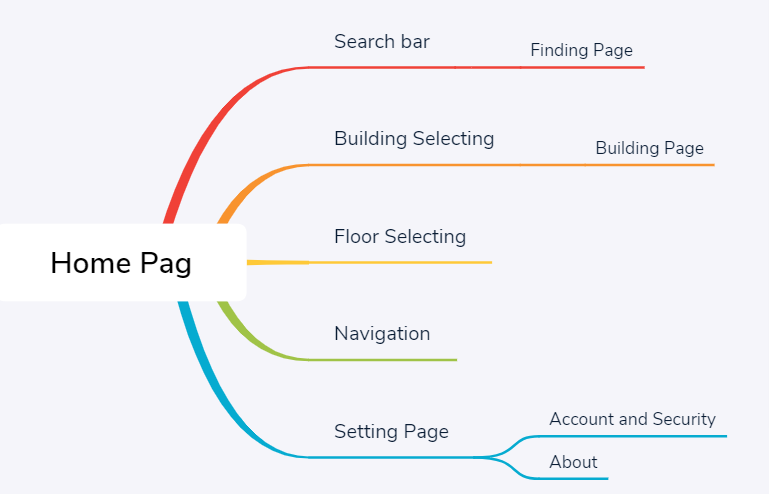 Search bar
Finding Page
Building Selecting
Building Page
Floor Selecting
Home Pag
Navigation
Setting Page
Account and Security
About